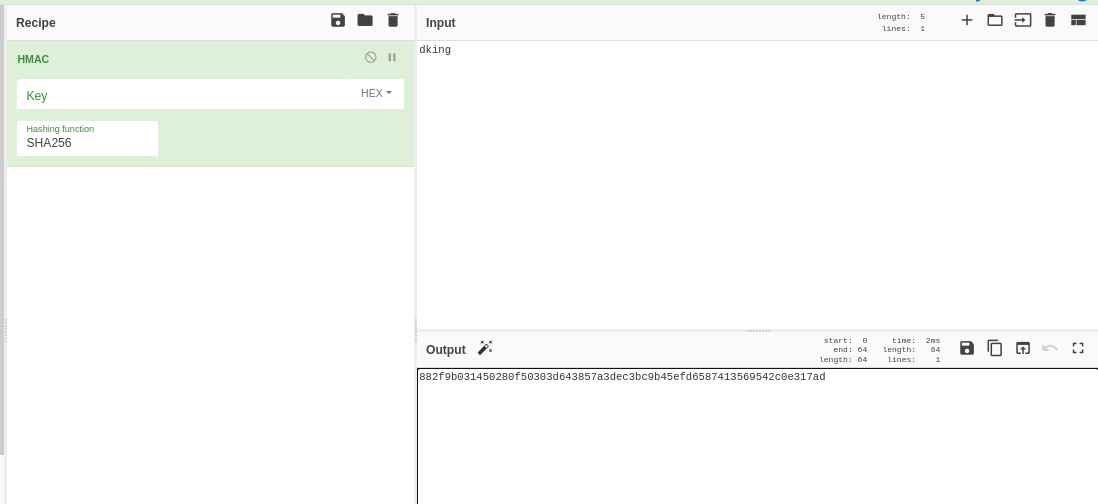 Recipe
HMAC
Key
HEX
Hashing function
SHA256
Input
length: 5
lines: 1
dking
Output
start: 0 time: 2ms
end: 64 length: 64
length: 64 lines: 1
882f9b031450280f50303d643857a3dec3bc9b45efd6587413569542c0e317ad